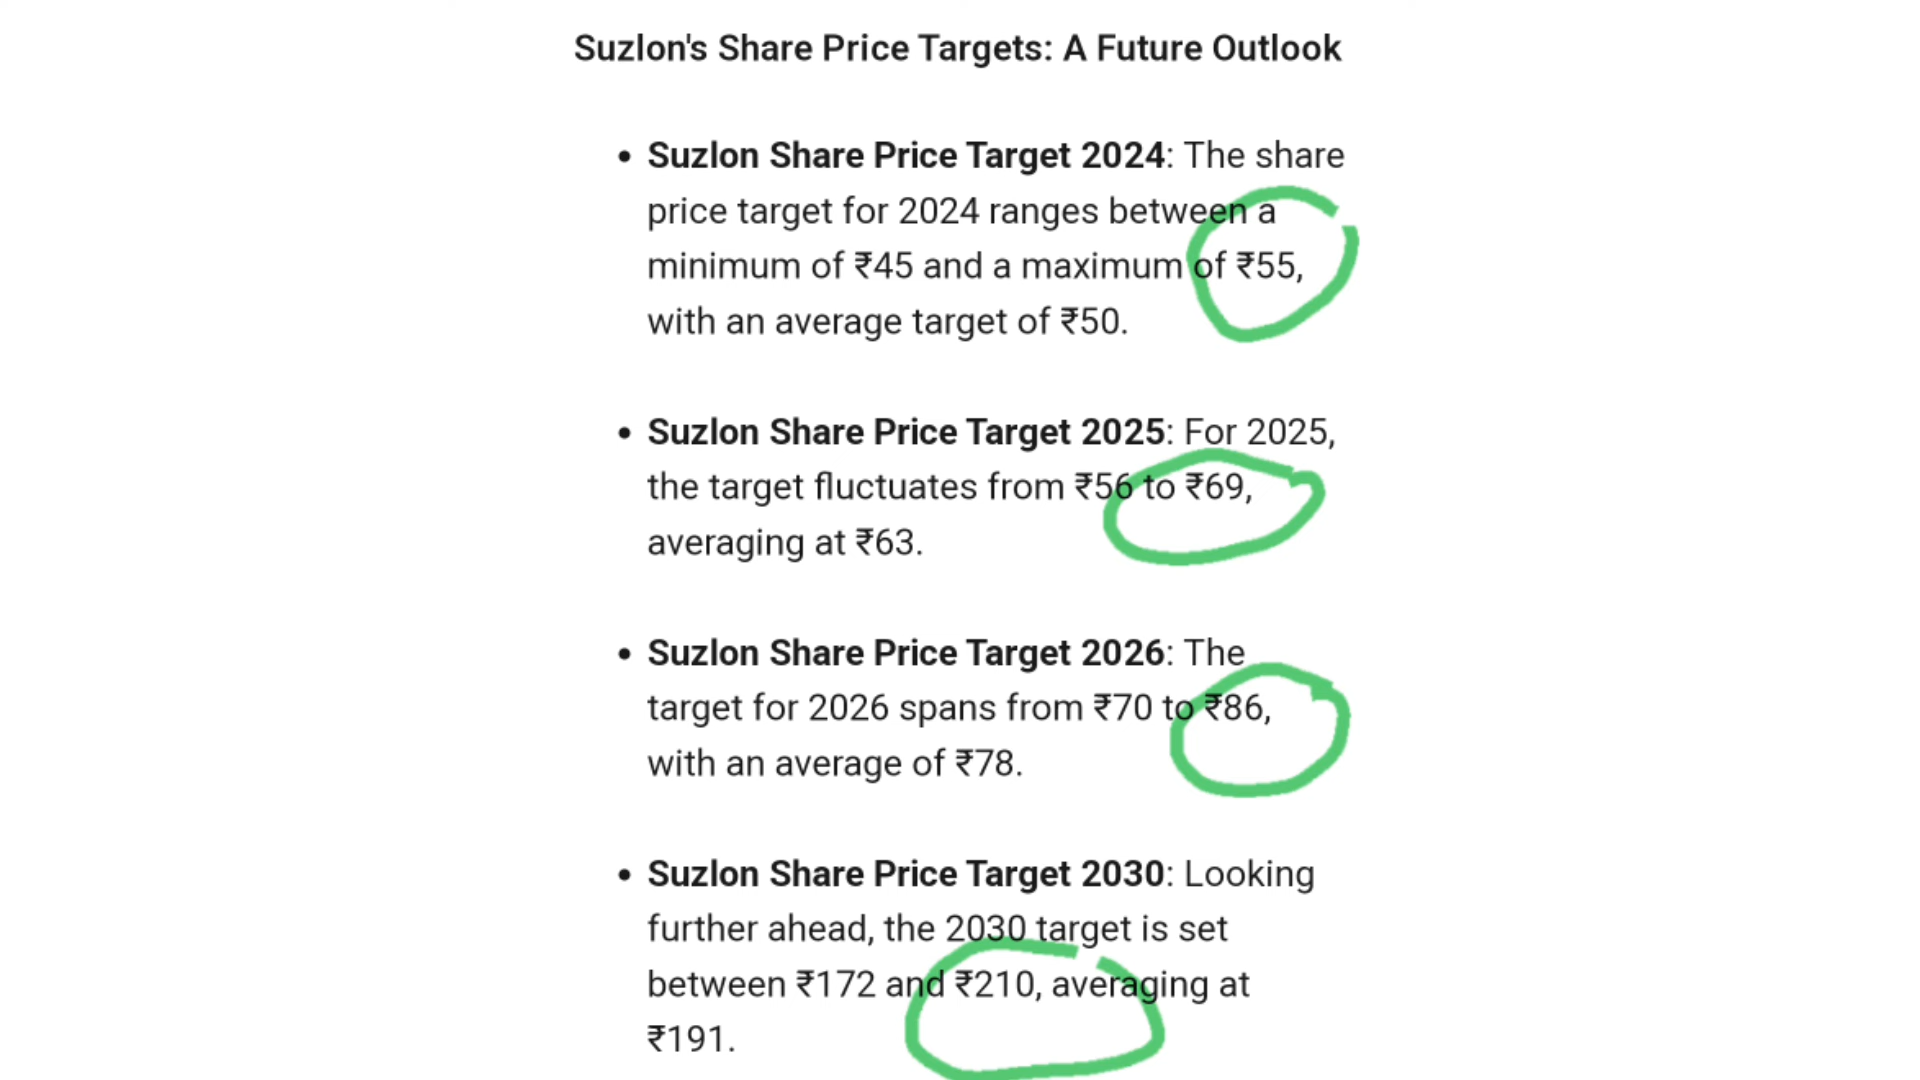 Suzlon's Share Price Targets: A Future Outlook
• Suzlon Share Price Target 2024: The share
price target for 2024 ranges between a
minimum of ₹45 and a maximum of ₹55,
with an average target of ₹50.
• Suzlon Share Price Target 2025: For 2025,
the target fluctuates from ₹56 to ₹69,
averaging at ₹63.
• Suzlon Share Price Target 2026: The
target for 2026 spans from ₹70 to ₹86,
with an average of ₹78.
• Suzlon Share Price Target 2030: Looking
further ahead, the 2030 target is set
between ₹172 and ₹210, averaging at
₹191.